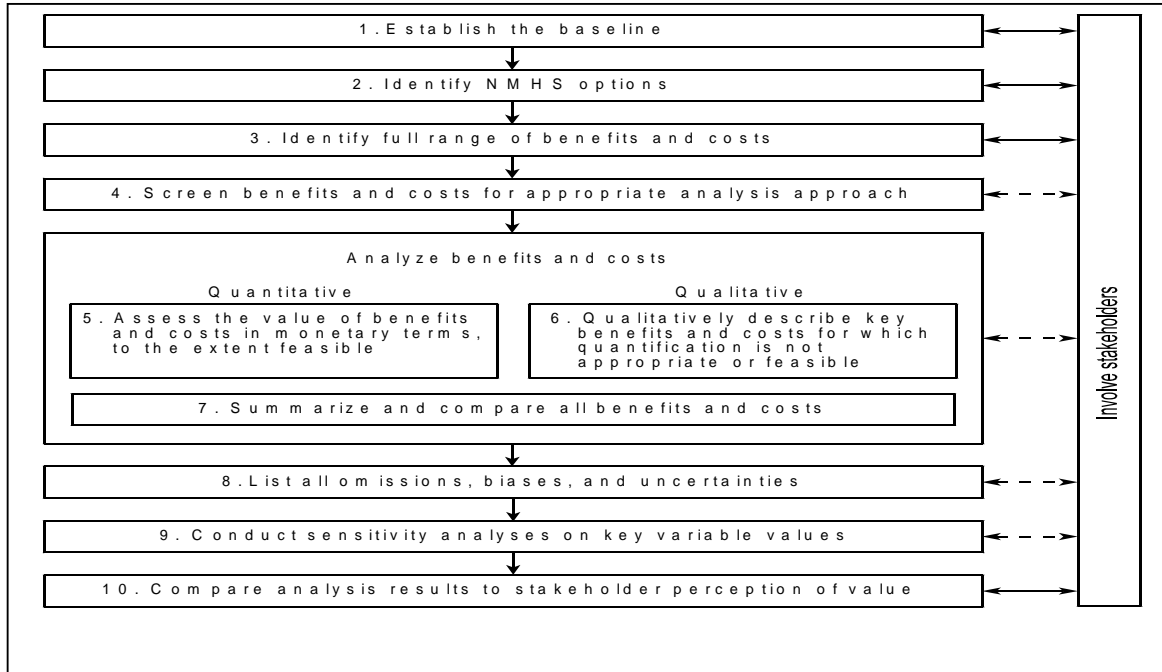 1. Establish the baseline
2. Identify NMHS options
3. Identify full range of benefits and costs
4. Screen benefits and costs for appropriate analysis approach
Analyze benefits and costs
Quantitative
5. Assess the value of benefits
and costs in monetary terms,
to the extent feasible
Qualitative
6. Qualitatively describe key
benefits and costs for which
quantification is not
appropriate or feasible
7. Summarize and compare all benefits and costs
8. List all omissions, biases, and uncertainties
9. Conduct sensitivity analyses on key variable values
10. Compare analysis results to stakeholder perception of value
Involve stakeholders